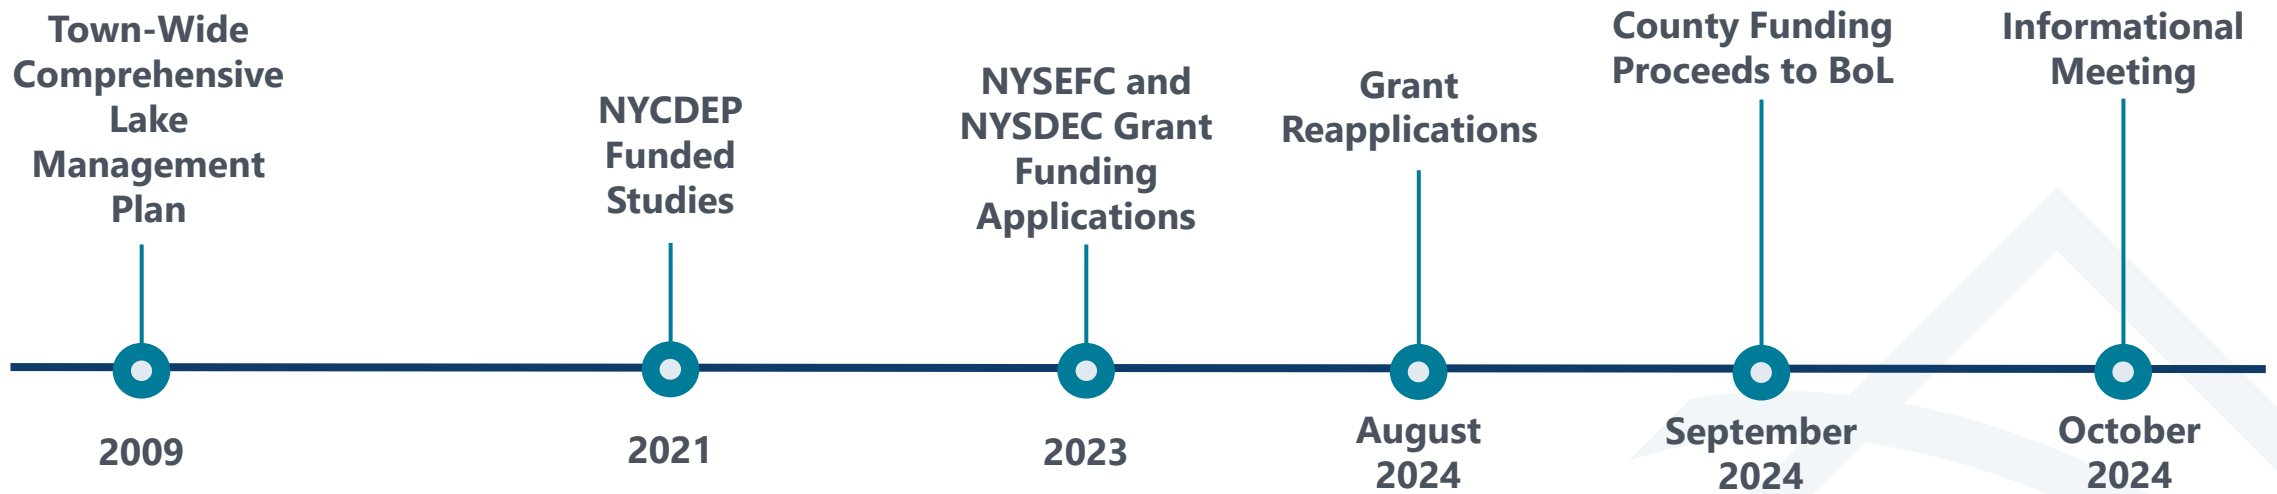 Town-Wide
Comprehensive
Lake
Management
Plan
2009
NYCDEP
Funded
Studies
2021
NYSEFC and
NYSDEC Grant
Funding
Applications
2023
Grant
Reapplications
August
2024
County Funding
Proceeds to BoL
September
2024
Informational
Meeting
October
2024